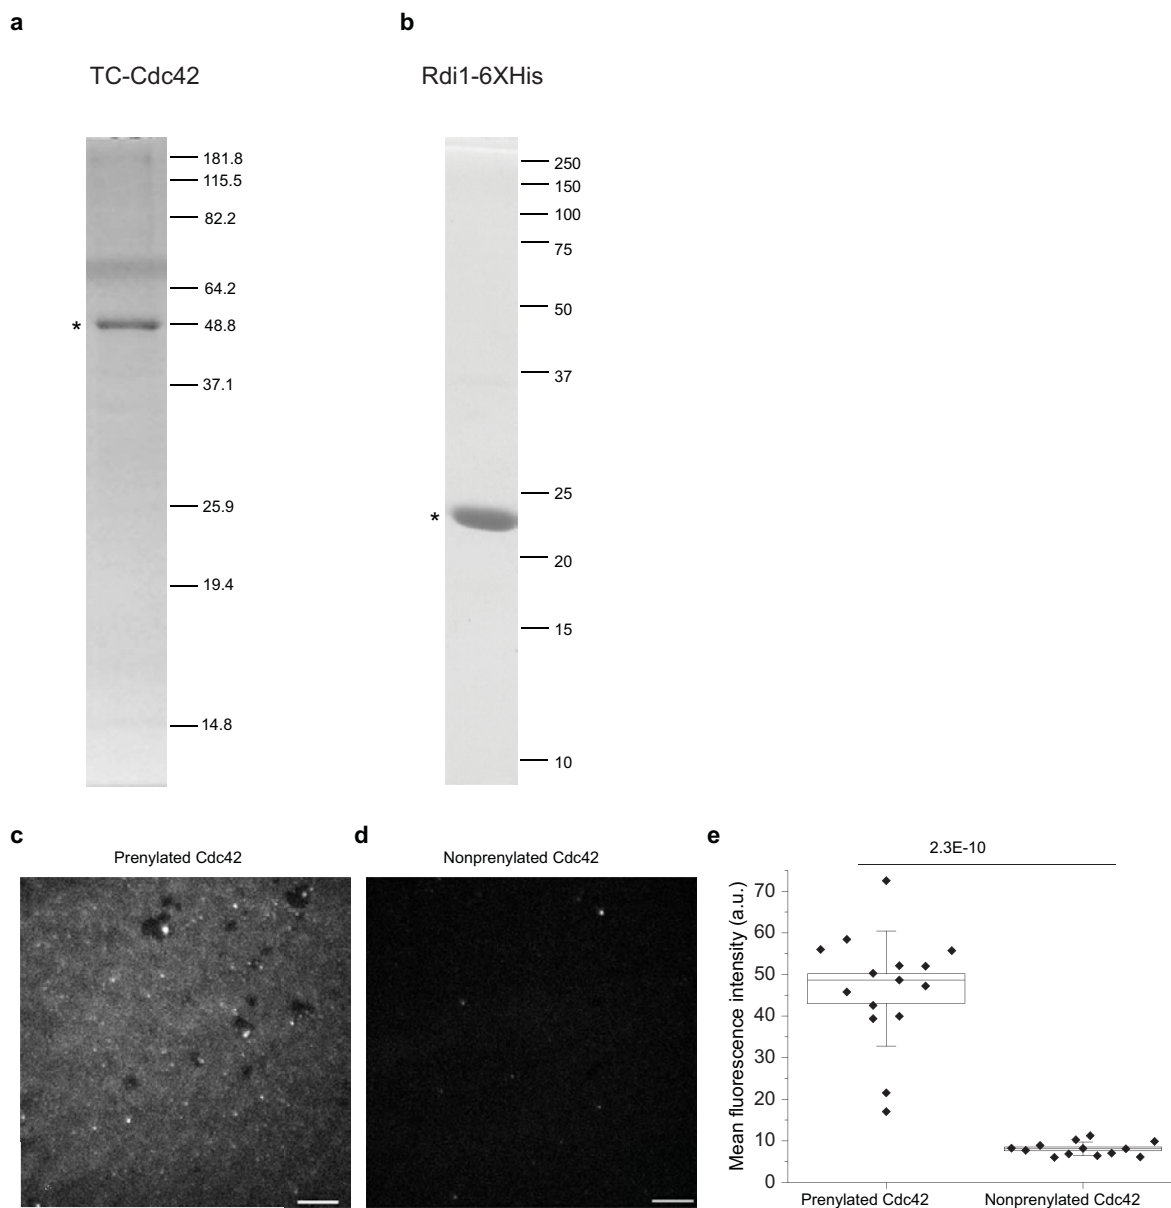 a
b
TC-Cdc42
Rdi1-6XHis
181.8
115.5
82.2
64.2
* 48.8
37.1
25.9
19.4
14.8
250
150
100
75
50
37
25
*
20
15
10
c
Prenylated Cdc42
d
Nonprenylated Cdc42
e
2.3E-10
Mean fluorescence intensity (a.u.)
70
60
50
40
30
20
10
0
Prenylated Cdc42
Nonprenylated Cdc42